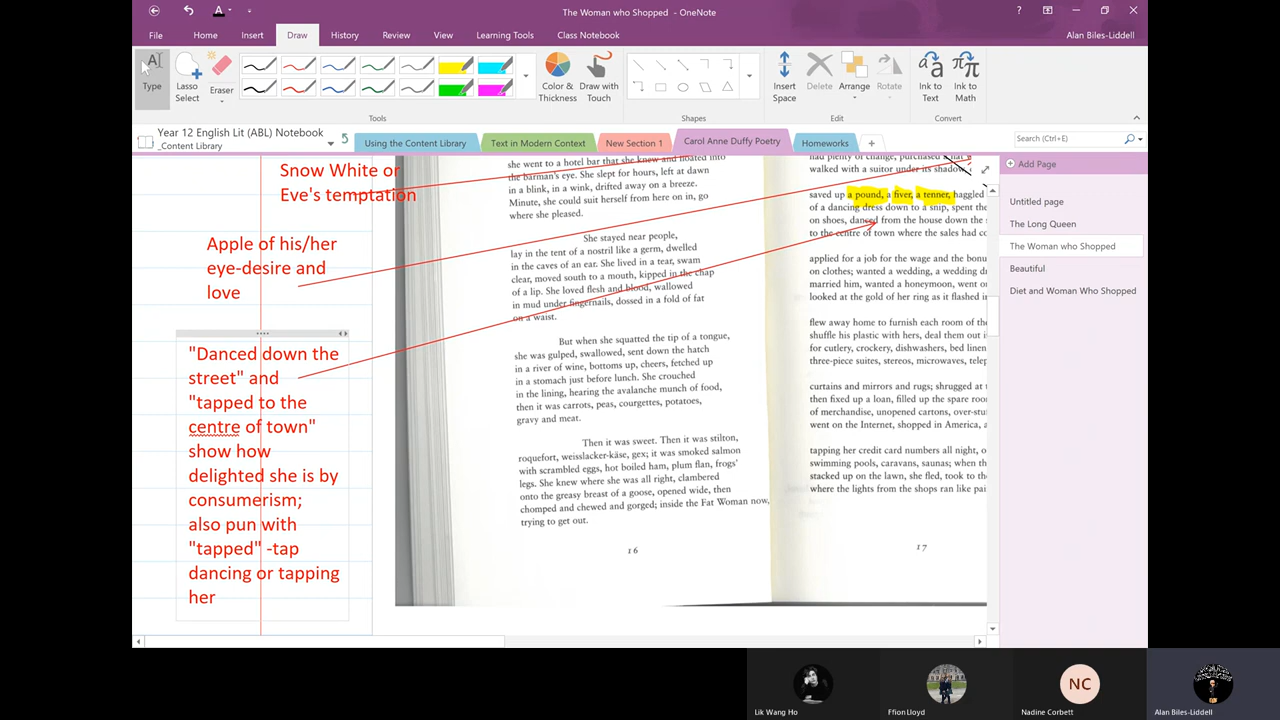 The Woman who Shopped - OneNote
File Home Insert Draw History Review View Learning Tools Class Notebook
Alan Biles-Liddell
Type
Lasso Select
Eraser
Color & Thickness
Draw with Touch
Insert Space
Delete
Arrange
Rotate
Ink to Text
Ink to Math
Tools
Shapes
Edit
Convert
Year 12 English Lit (ABL) Notebook
_Content Library
Using the Content Library
Text in Modern Context
New Section 1
Carol Anne Duffy Poetry
Homeworks
Search (Ctrl+E)
Add Page
Untitled page
The Long Queen
The Woman who Shopped
Beautiful
Diet and Woman Who Shopped
Snow White or
Eve's temptation
Apple of his/her
eye-desire and
love
"Danced down the
street" and
"tapped to the
centre of town"
show how
delighted she is by
consumerism;
also pun with
"tapped" -tap
dancing or tapping
her
she went to a hotel bar that she knew and floated into
the barman's eye. She slept for hours, left at dawn
in a blink, in a wink, drifted away on a breeze.
Minute, she could suit herself from here on in, go
where she pleased.
She stayed near people,
lay in the tent of a nostril like a germ, dwelled
in the caves of an ear. She lived in a tear, swam
clear, moved south to a mouth, kipped in the chap
of a lip. She loved flesh and blood, wallowed
in mud under fingernails, dossed in a fold of fat
on a waist.
But when she squatted the tip of a tongue,
she was gulped, swallowed, sent down the hatch
in a river of wine, bottoms up, cheers, fetched up
in a stomach just before lunch. She crouched
in the lining, hearing the avalanche munch of food,
then it was carrots, peas, courgettes, potatoes,
gravy and meat.
Then it was sweet. Then it was stilton,
roquefort, weisslacker-käse, gex; it was smoked salmon
with scrambled eggs, hot boiled ham, plum flan, frogs'
legs. She knew where she was all right, clambered
onto the greasy breast of a goose, opened wide, then
chomped and chewed and gorged; inside the Fat Woman now,
trying to get out.
16
had plenty of change, purchased a hat
walked with a suitor under its shadow,
saved up a pound, a fiver, a tenner, haggled
of a dancing dress down to a snip, spent the
on shoes, danced from the house down the s
to the centre of town where the sales had co
applied for a job for the wage and the bonu
on clothes; wanted a wedding, a wedding dr
married him, wanted a honeymoon, went on
looked at the gold of her ring as it flashed i
flew away home to furnish each room of the
shuffle his plastic with hers, deal them out i
for cutlery, crockery, dishwashers, bed linen
three-piece suites, stereos, microwaves, telep
curtains and mirrors and rugs; shrugged at t
then fixed up a loan, filled up the spare roo
of merchandise, unopened cartons, over-stu
went on the Internet, shopped in America, a
tapping her credit card numbers all night, o
swimming pools, caravans, saunas; when th
stacked up on the lawn, she fled, took to th
where the lights from the shops ran like pai
17
Lik Wang Ho
Ffion Lloyd
NC
Nadine Corbett
Alan Biles-Liddell